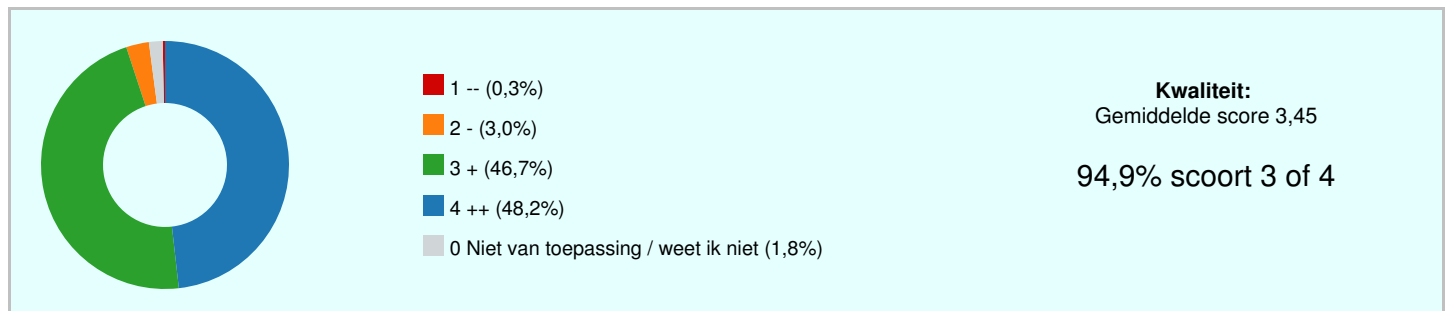 1 -- (0,3%)
2 - (3,0%)
3 + (46,7%)
4 ++ (48,2%)
0 Niet van toepassing / weet ik niet (1,8%)
Kwaliteit:
Gemiddelde score 3,45
94,9% scoort 3 of 4